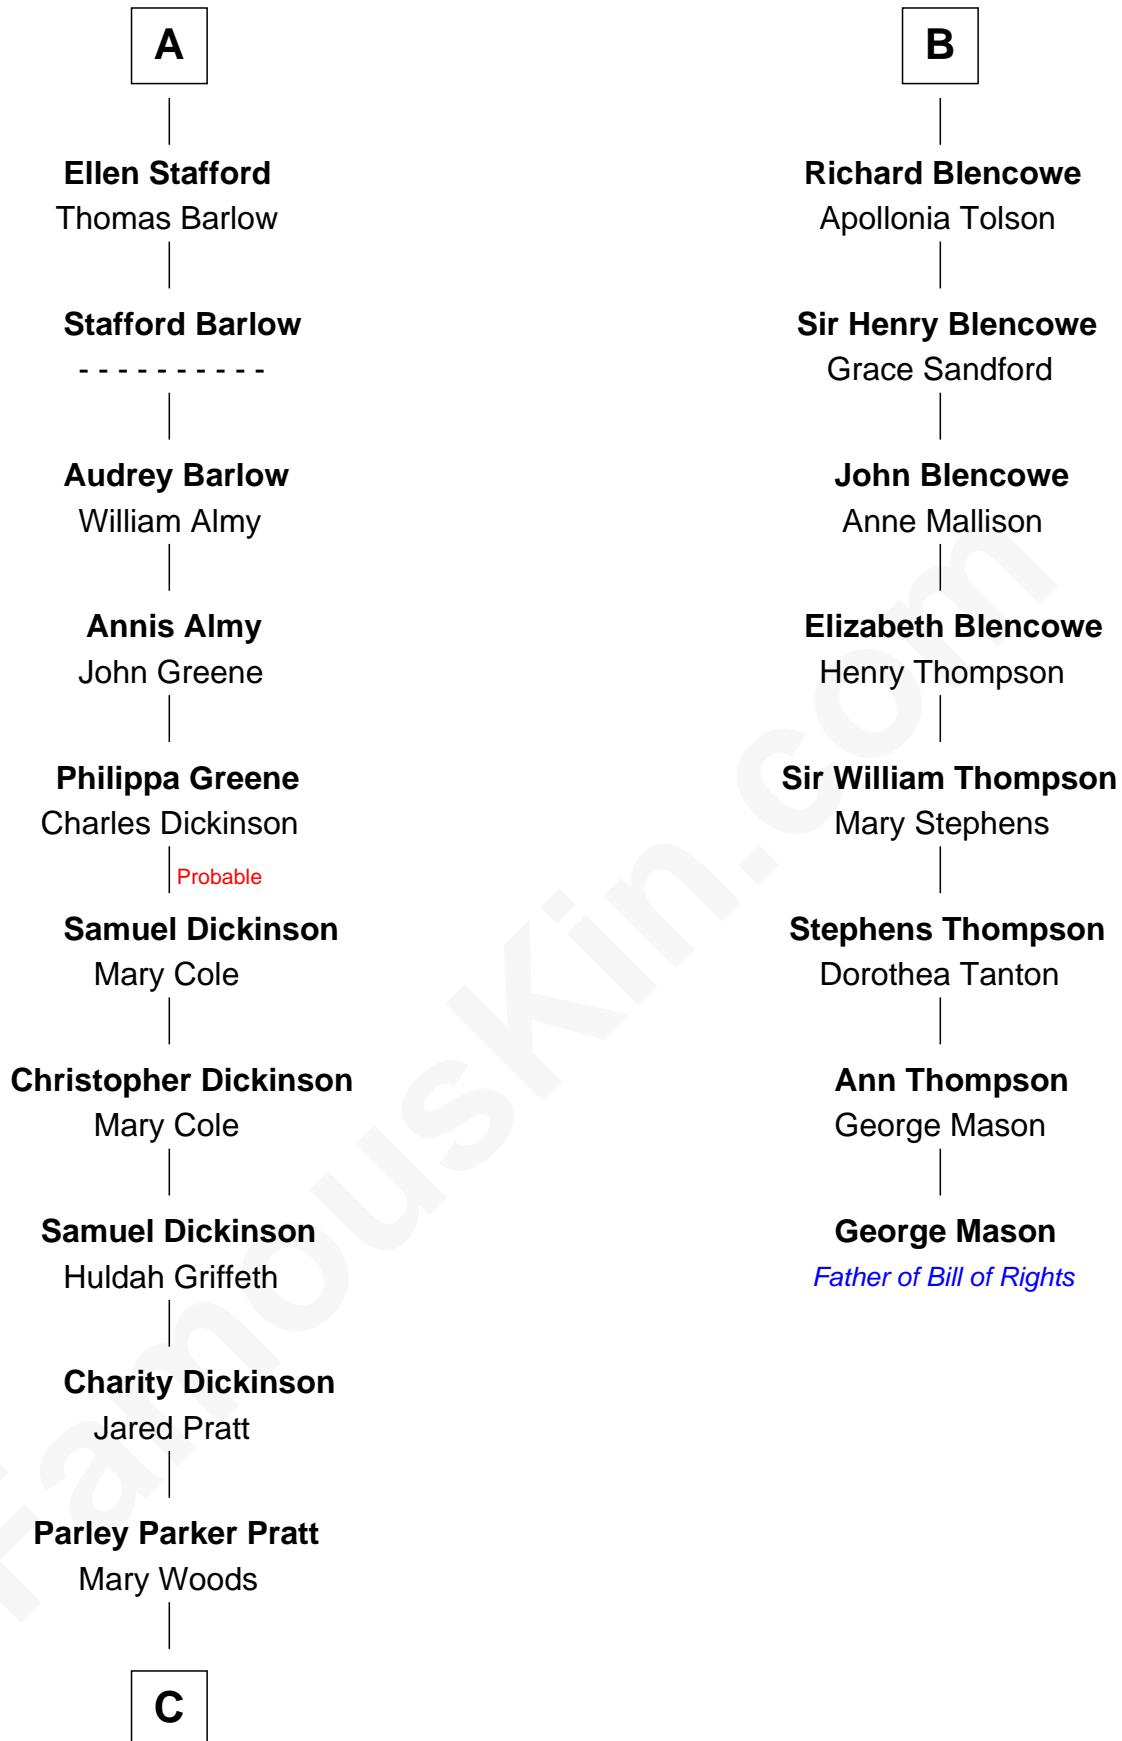 A
Ellen Stafford
Thomas Barlow
Stafford Barlow
- - - - - - - - - -
Audrey Barlow
William Almy
Annis Almy
John Greene
Philippa Greene
Charles Dickinson
Probable
Samuel Dickinson
Mary Cole
Christopher Dickinson
Mary Cole
Samuel Dickinson
Huldah Griffeth
Charity Dickinson
Jared Pratt
Parley Parker Pratt
Mary Woods
C
B
Richard Blencowe
Apollonia Tolson
Sir Henry Blencowe
Grace Sandford
John Blencowe
Anne Mallison
Elizabeth Blencowe
Henry Thompson
Sir William Thompson
Mary Stephens
Stephens Thompson
Dorothea Tanton
Ann Thompson
George Mason
George Mason
Father of Bill of Rights
FamousKin.com